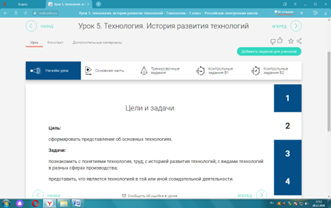 Урок 5. Технология. История развития технологий
НАЗАД
ВПЕРЁД
Урок
Конспект
Дополнительные материалы
Добавить задания для учеников
Начнём урок
Основная часть
Тренировочные задания
Контрольные задания В1
Контрольные задания В2
Цели и задачи
Цель:
сформировать представление об основных технологиях.
Задачи:
познакомить с понятиями технология, труд; с историей развития технологий; с видами технологий
в разных сферах производства;
представить, что является технологией в той или иной созидательной деятельности.
1
2
3
4
НАЗАД
Сообщить об ошибке в уроке
ВПЕРЁД